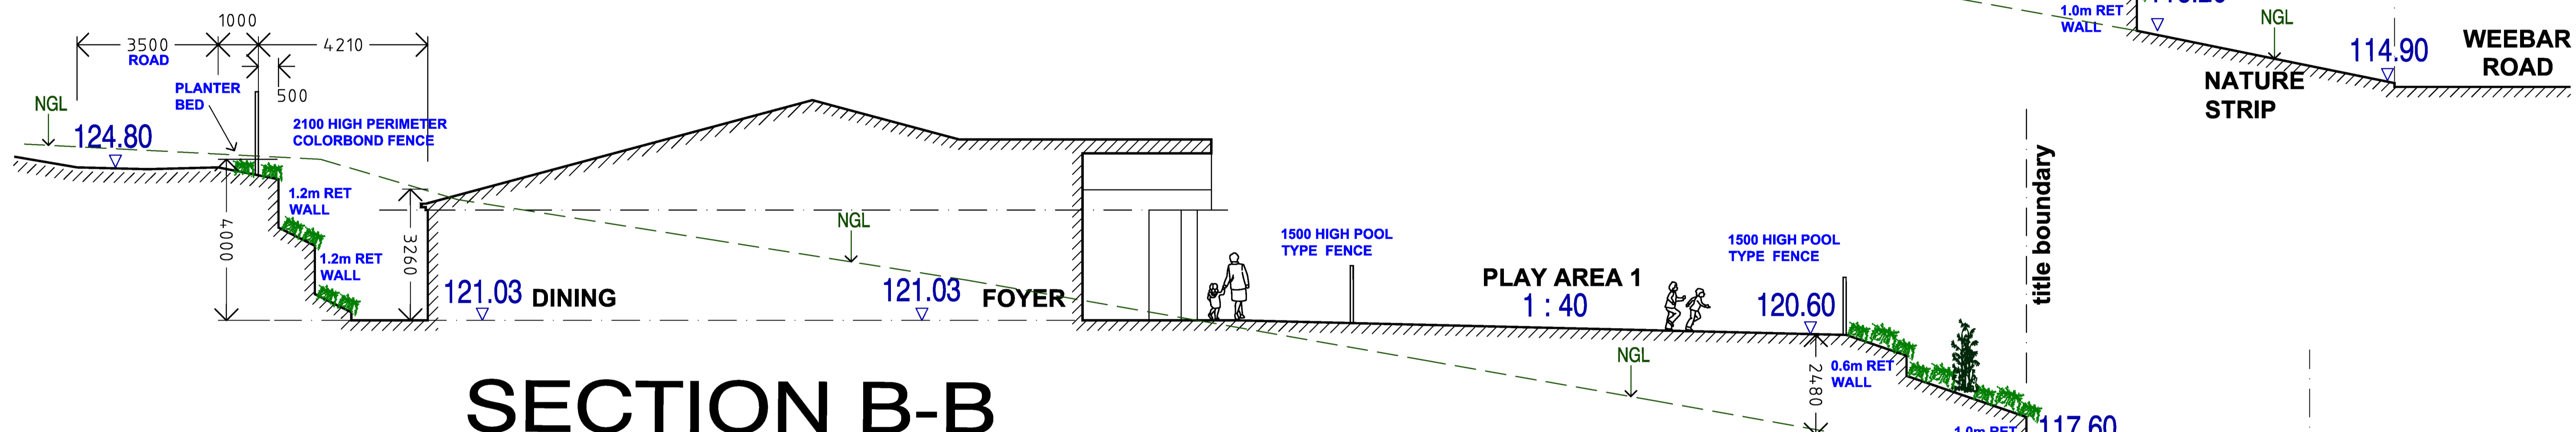 1000
3500
4210
ROAD
500
PLANTER
BED
NGL
124.80
2100 HIGH PERIMETER
COLORBOND FENCE
1.2m RET
WALL
4000
1.2m RET
WALL
3260
121.03
DINING
NGL
121.03
FOYER
1500 HIGH POOL
TYPE FENCE
PLAY AREA 1
1 : 40
1500 HIGH POOL
TYPE FENCE
120.60
NGL
2480
0.6m RET
WALL
title boundary
117.60
1.0m RET
SECTION B-B
1.0m RET
WALL
NGL
114.90
NATURE
STRIP
WEEBAR
ROAD